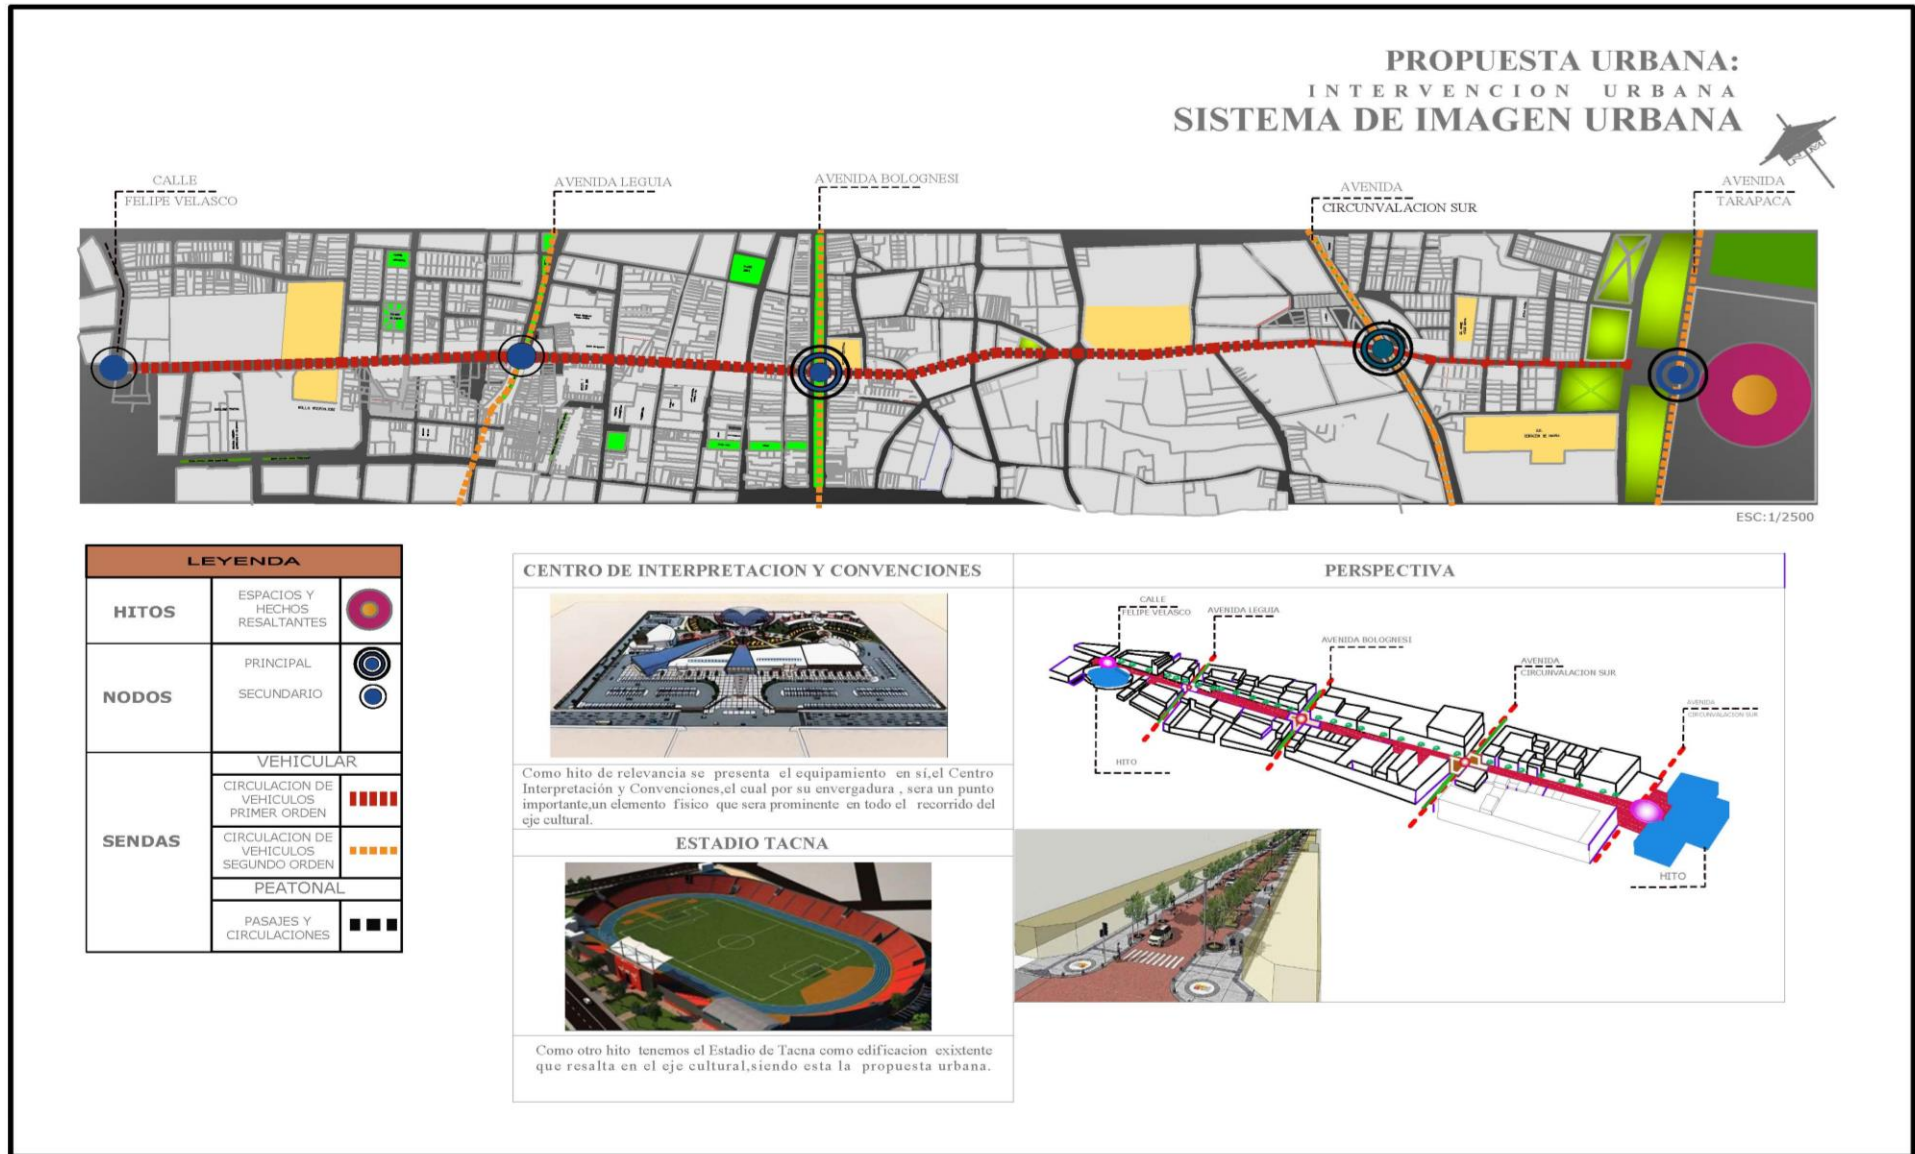 PROPUESTA URBANA:
INTERVENCION URBANA
SISTEMA DE IMAGEN URBANA
CALLE
FELIPE VELASCO
AVENIDA LEGUIA
AVENIDA BOLOGNESI
AVENIDA
CIRCUNVALACION SUR
AVENIDA
TARAPACA
ESC:1/2500
LEYENDA
HITOS
ESPACIOS Y
HECHOS
RESALTANTES
NODOS
PRINCIPAL
SECUNDARIO
SENDAS
VEHICULAR
CIRCULACION DE
VEHICULOS
PRIMER ORDEN
CIRCULACION DE
VEHICULOS
SEGUNDO ORDEN
PEATONAL
PASAJES Y
CIRCULACIONES
CENTRO DE INTERPRETACION Y CONVENCIONES
Como hito de relevancia se presenta el equipamiento en sí,el Centro
Interpretación y Convenciones,el cual por su envergadura , sera un punto
importante,un elemento fisico que sera prominente en todo el recorrido del
eje cultural.
ESTADIO TACNA
Como otro hito tenemos el Estadio de Tacna como edificacion exixtente
que resalta en el eje cultural,siendo esta la propuesta urbana.
PERSPECTIVA
CALLE
FELIPE VELASCO
AVENIDA LEGUIA
AVENIDA BOLOGNESI
AVENIDA
CIRCUNVALACION SUR
AVENIDA
CIRCUNVALACION SUR
HITO
HITO